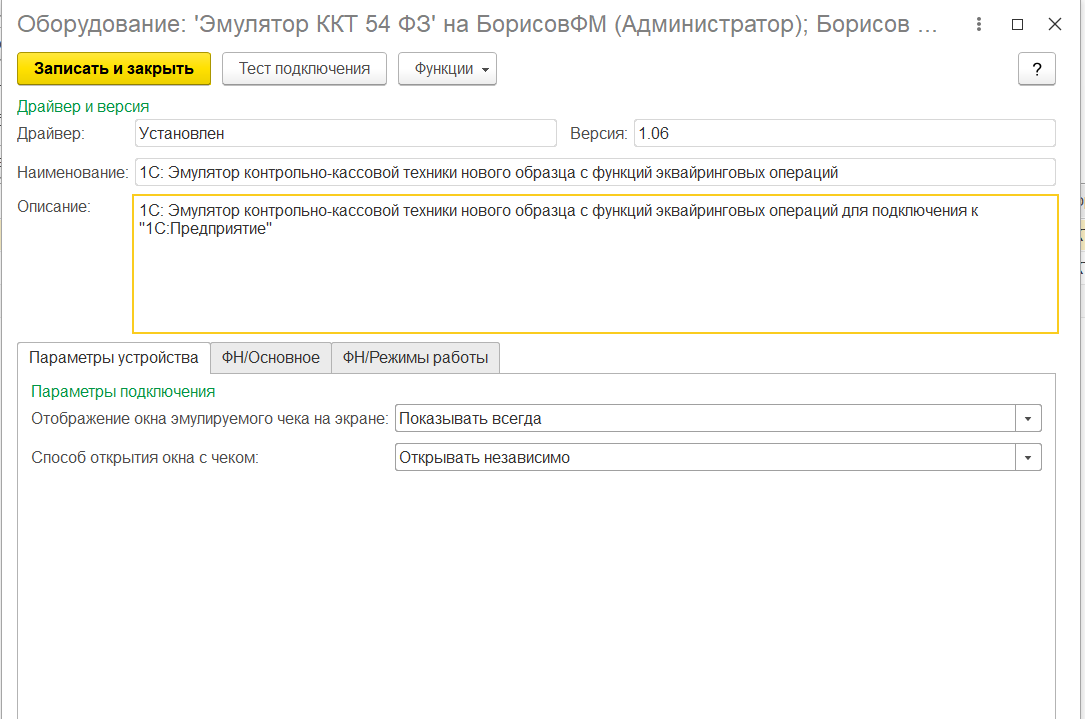 Оборудование: 'Эмулятор ККТ 54 ФЗ' на БорисовФМ (Администратор); Борисов ...
Записать и закрыть
Тест подключения
Функции
?
Драйвер и версия
Драйвер: Установлен Версия: 1.06
Наименование: 1С: Эмулятор контрольно-кассовой техники нового образца с функций эквайринговых операций
Описание: 1С: Эмулятор контрольно-кассовой техники нового образца с функций эквайринговых операций для подключения к
"1С:Предприятие"
Параметры устройства ФН/Основное ФН/Режимы работы
Параметры подключения
Отображение окна эмулируемого чека на экране: Показывать всегда
Способ открытия окна с чеком: Открывать независимо